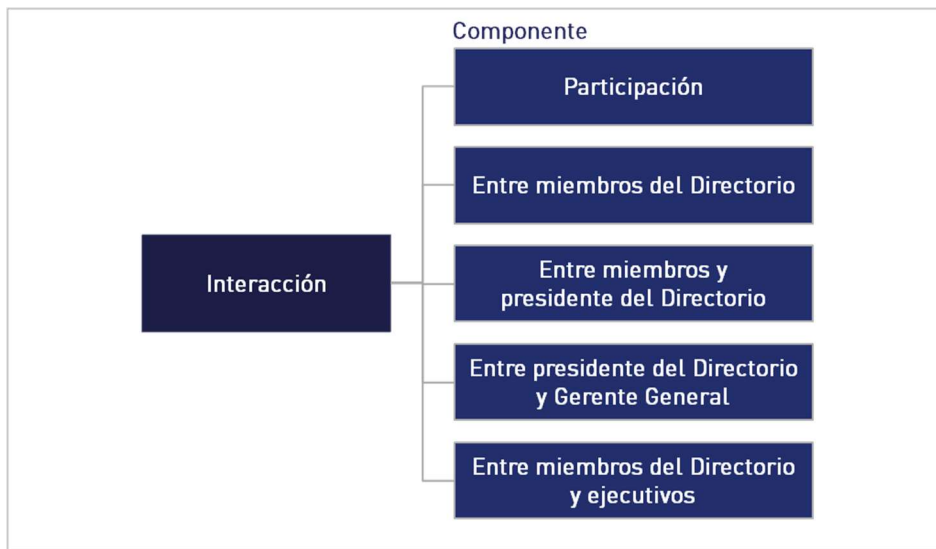 Componente
Participación
Entre miembros del Directorio
Interacción
Entre miembros y
presidente del Directorio
Entre presidente del Directorio
y Gerente General
Entre miembros del Directorio
y ejecutivos